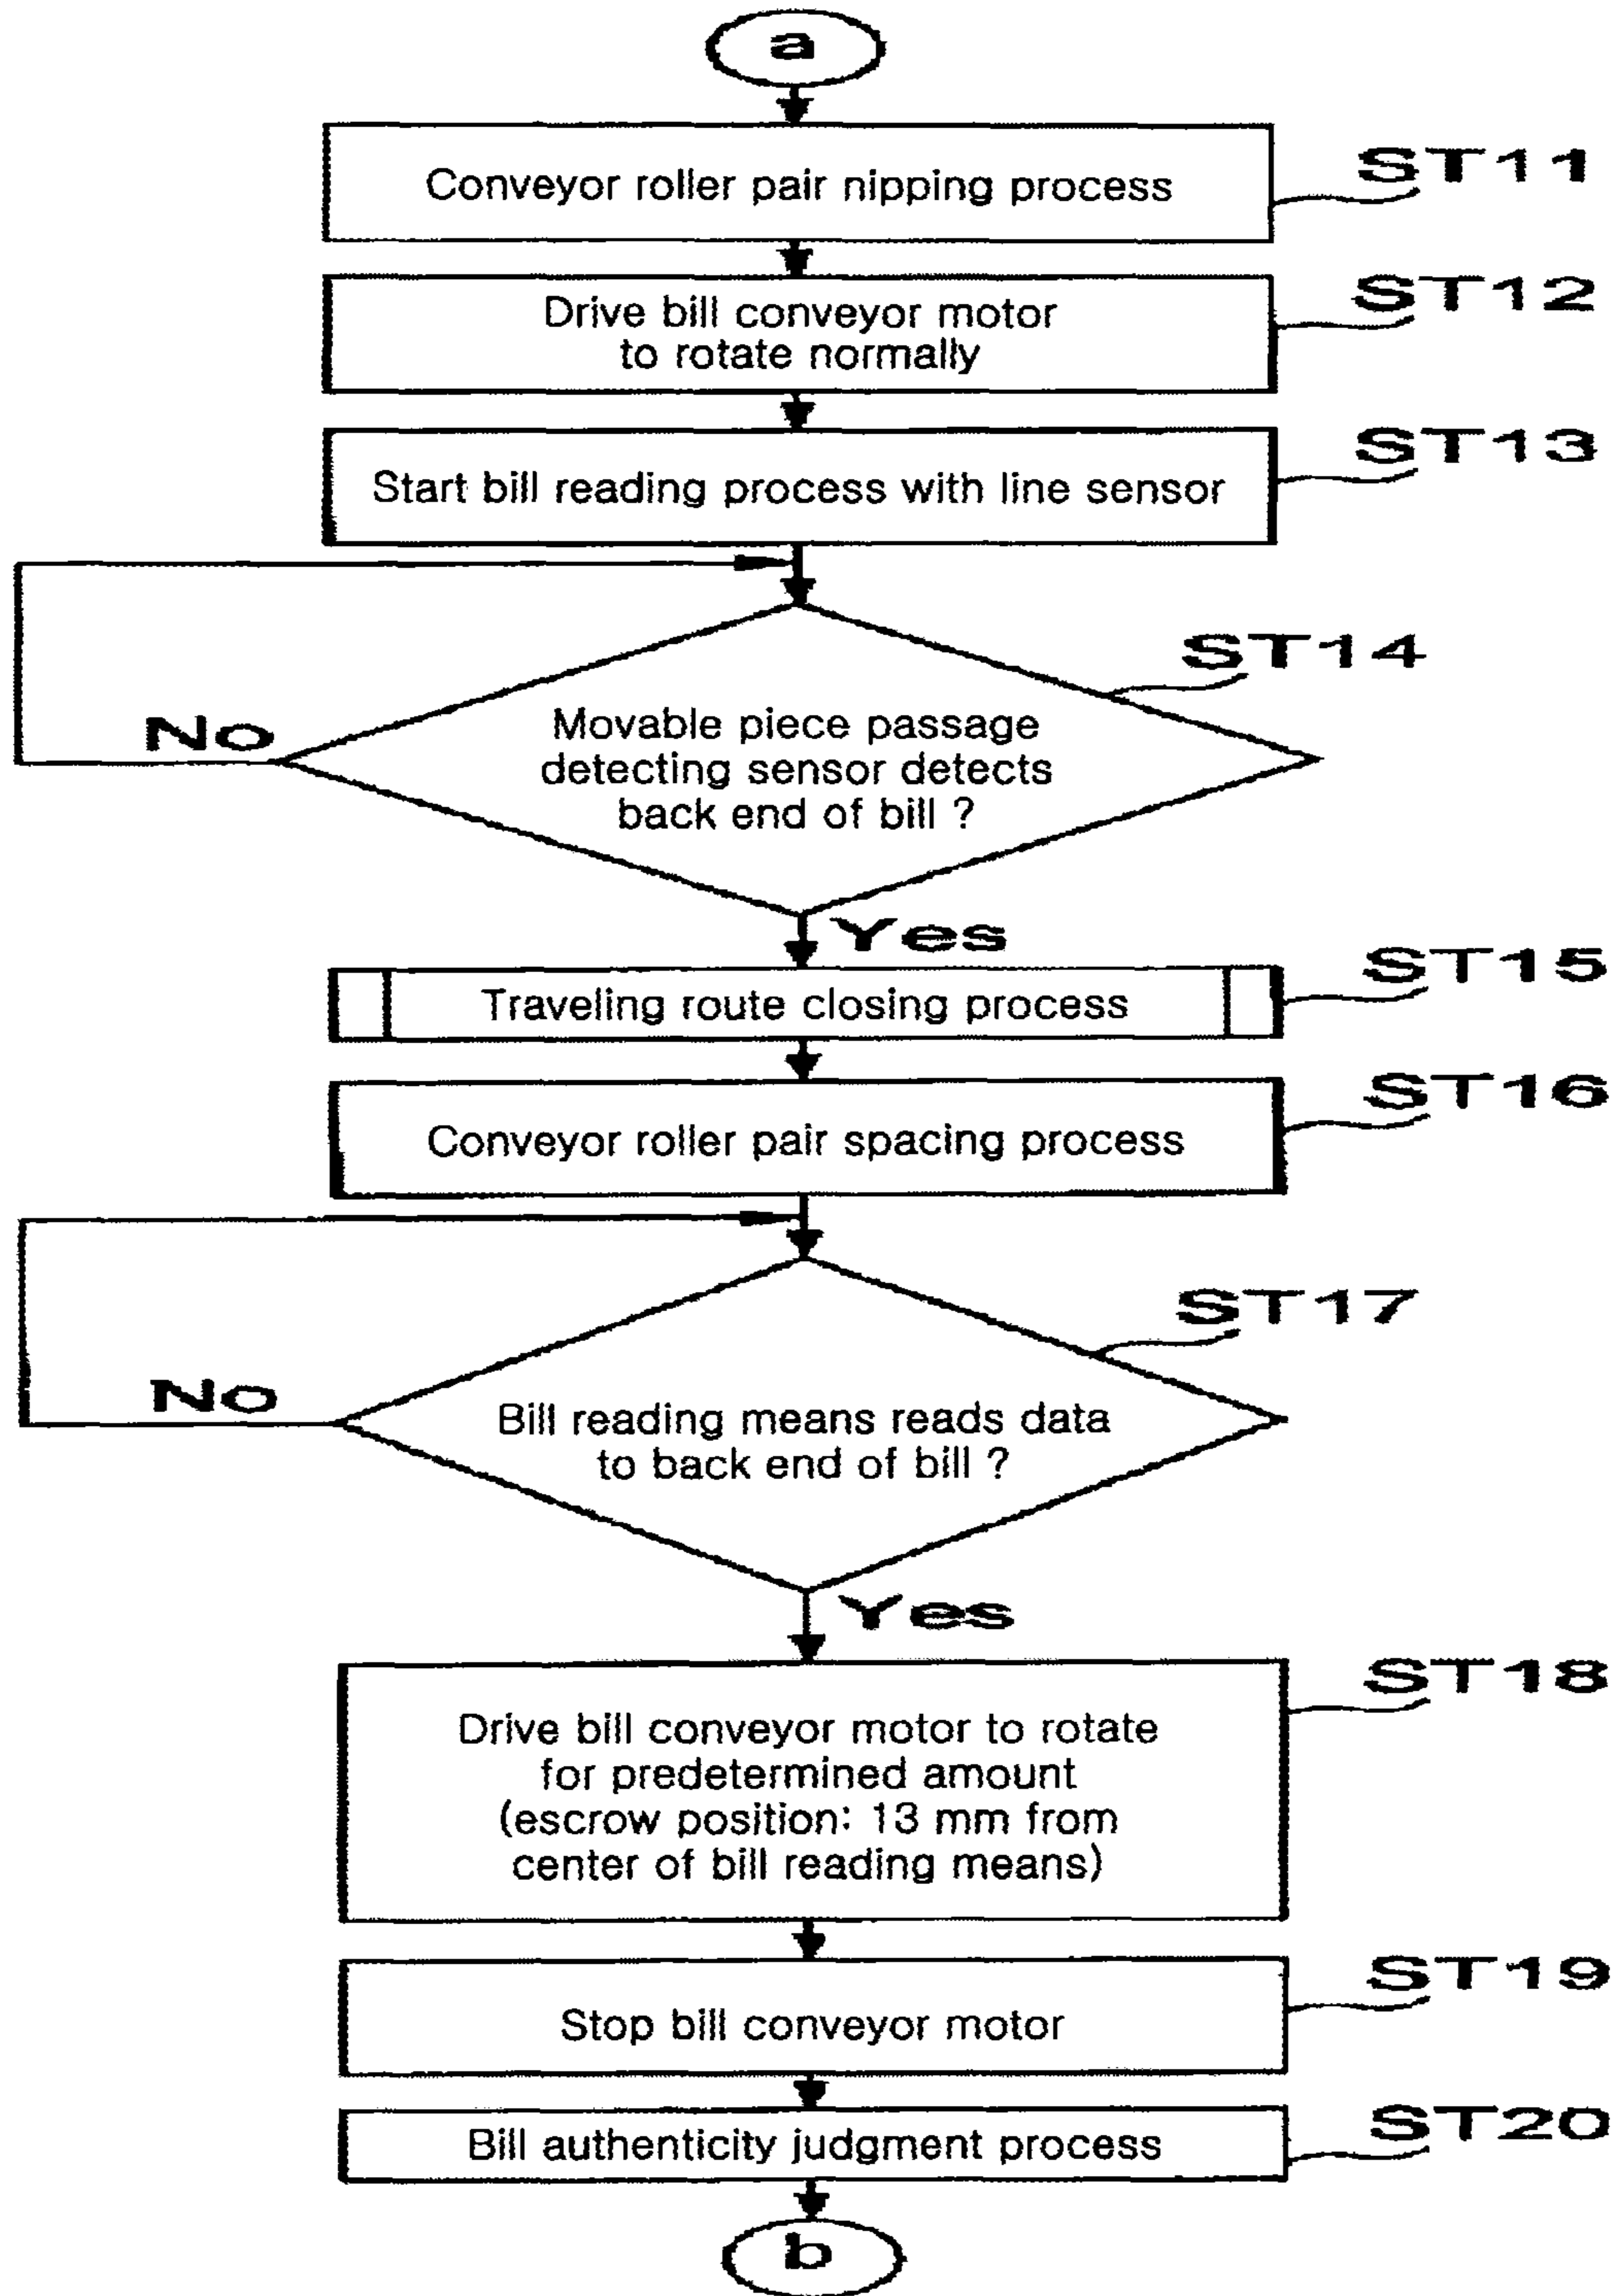 a
Conveyor roller pair nipping process
ST11
Drive bill conveyor motor
to rotate normally
ST12
Start bill reading process with line sensor
ST13
ST14
Movable piece passage
detecting sensor detects
back end of bill ?
No
Yes
Traveling route closing process
ST15
Conveyor roller pair spacing process
ST16
ST17
Bill reading means reads data
to back end of bill ?
No
Yes
Drive bill conveyor motor to rotate
for predetermined amount
(escrow position: 13 mm from
center of bill reading means)
ST18
Stop bill conveyor motor
ST19
Bill authenticity judgment process
ST20
b